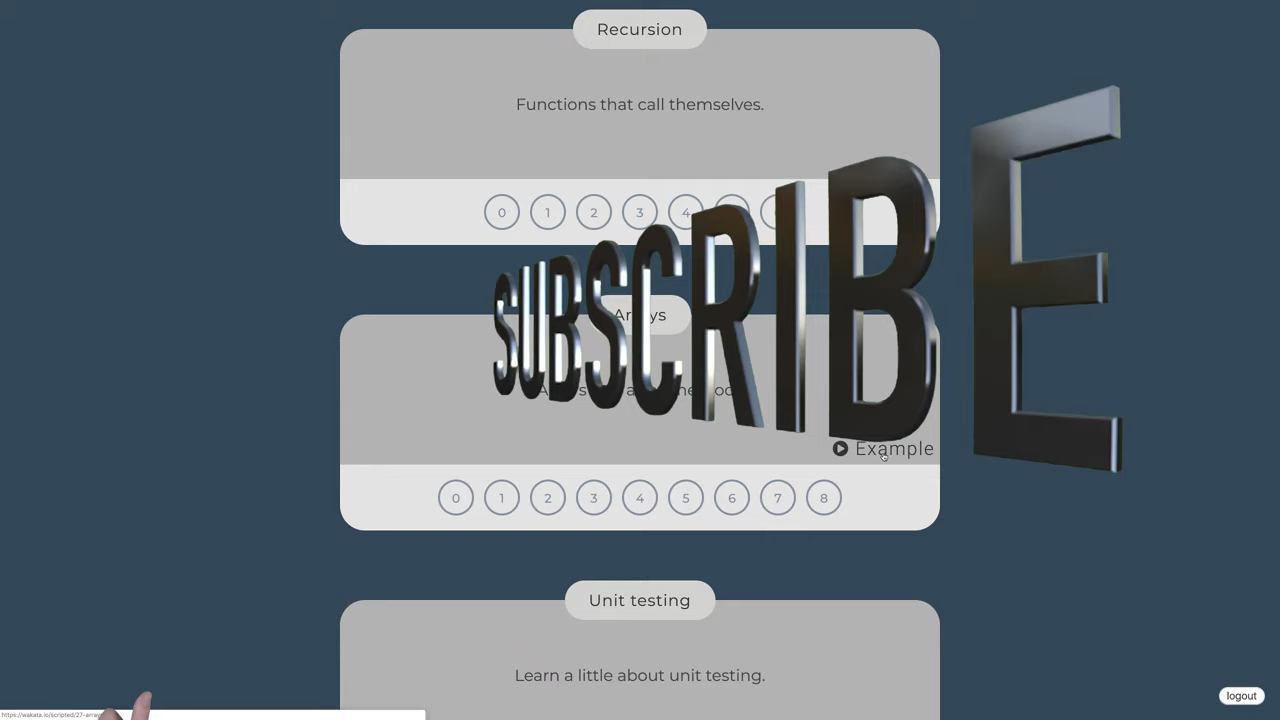 Recursion
Functions that call themselves.
0 1 2 3 4
SUBSCRIBE
Arrays
Example
0 1 2 3 4 5 6 7 8
Unit testing
Learn a little about unit testing.
logout